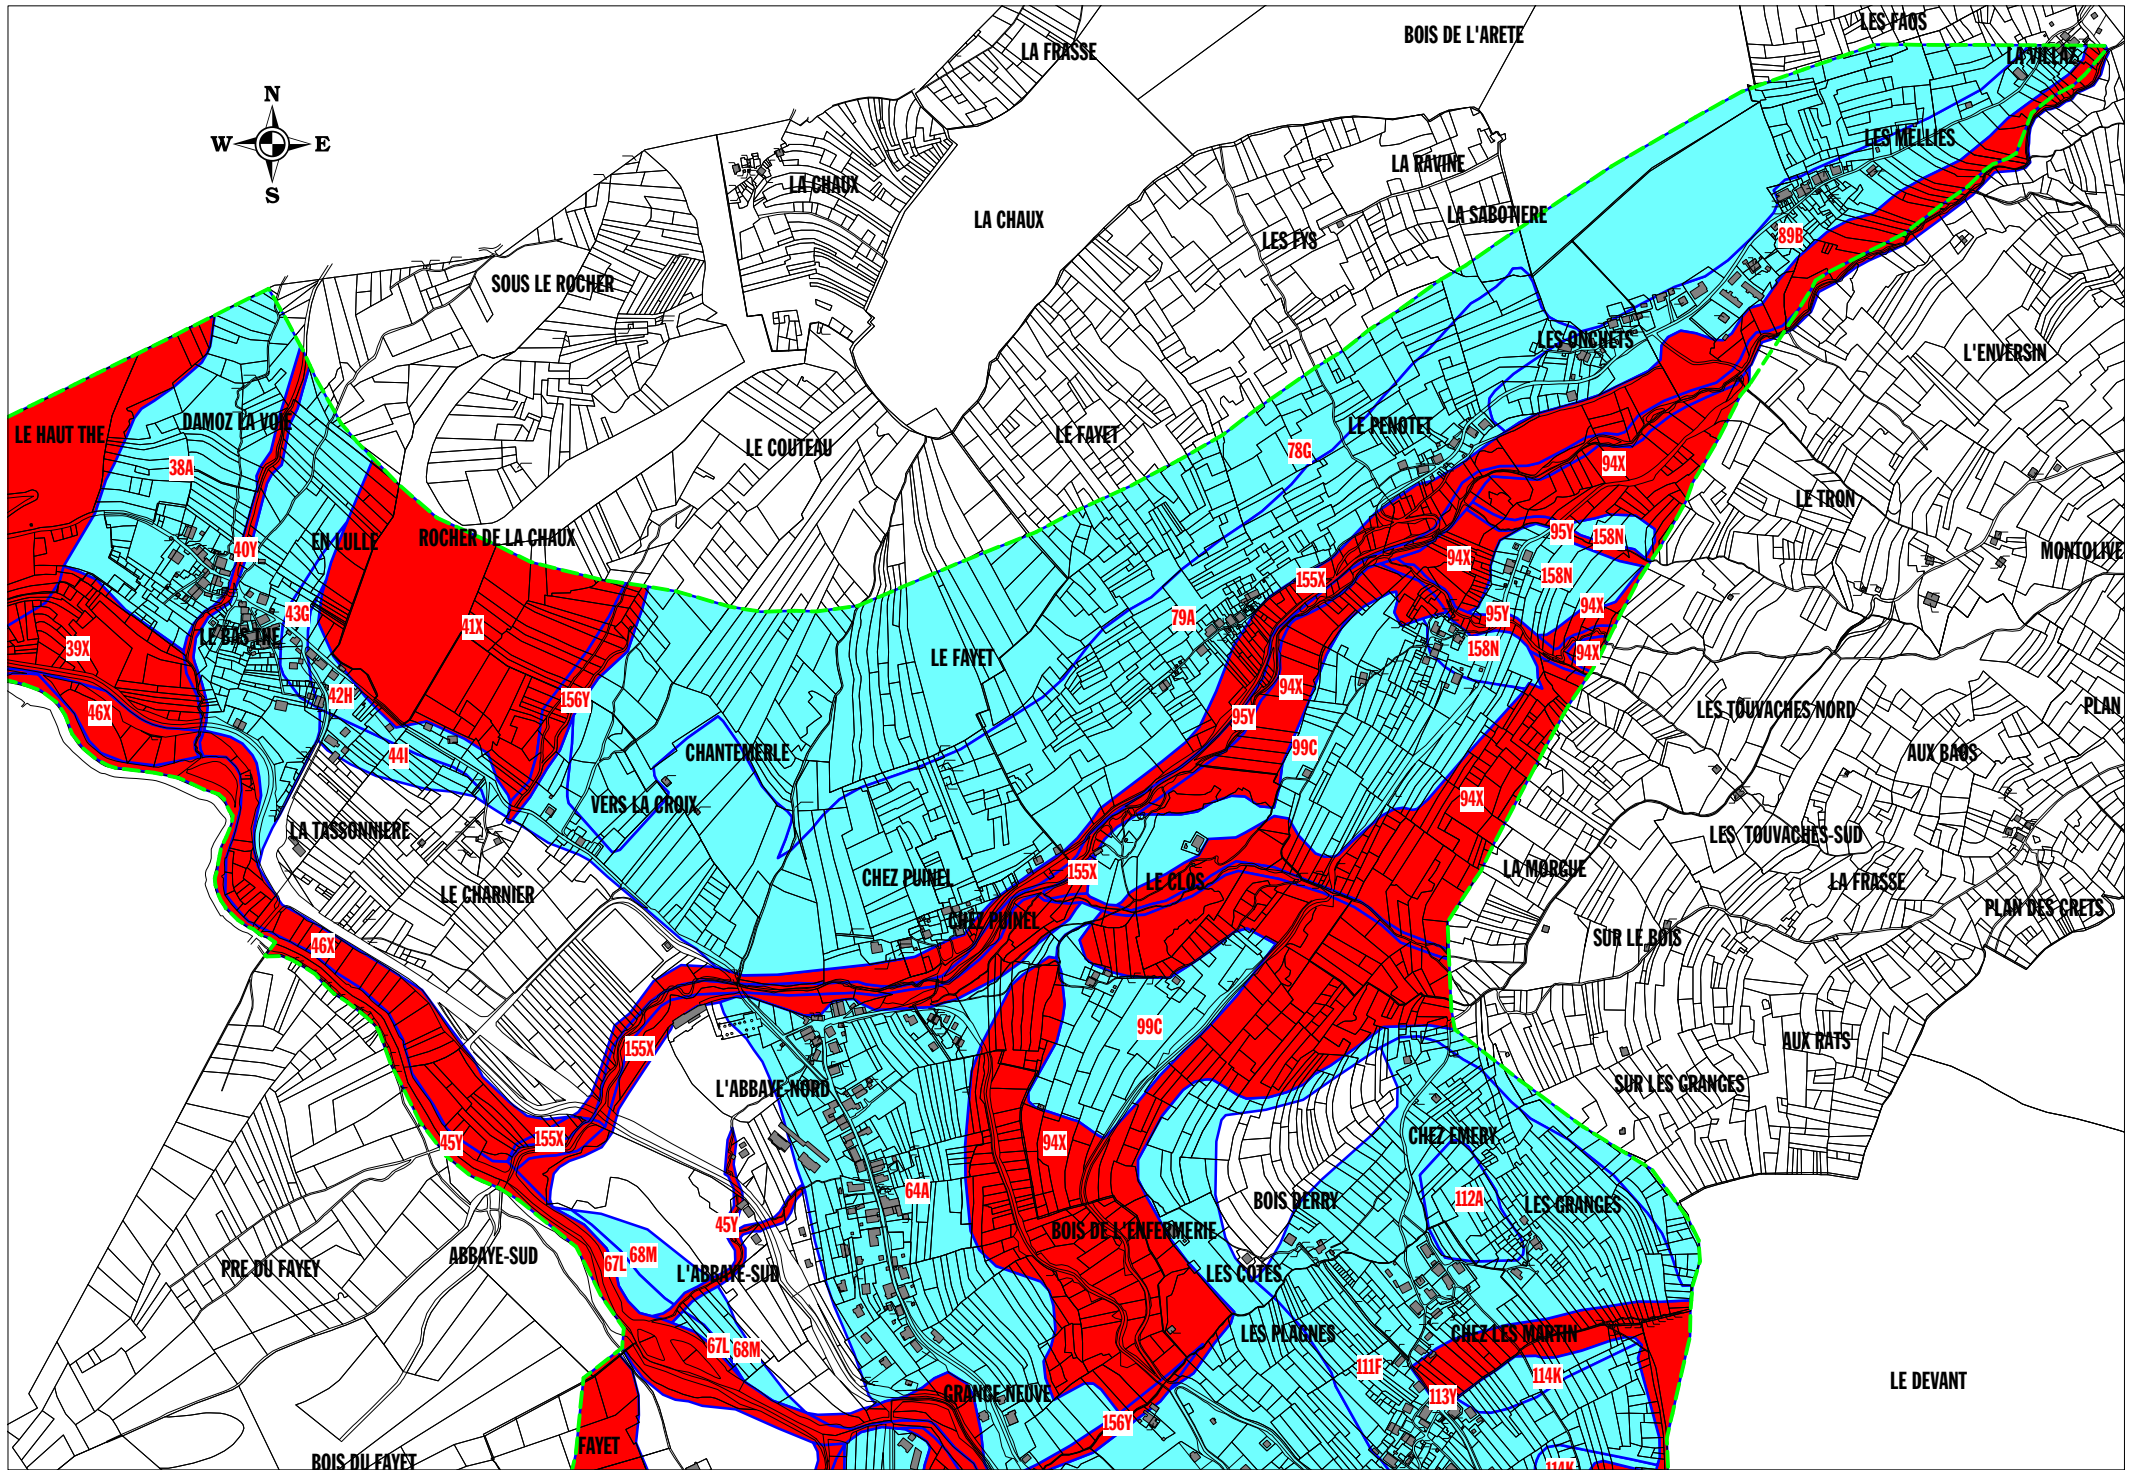 LES FAOS
BOIS DE L'ARETE
LA FRASSE
LA VILLAZ
N
W E
S
LES MELLIES
LA RAVINE
LA CHAUX
LA CHAUX
LA SABOTIERE
LES FYS
89B
SOUS LE ROCHER
LES ONCHETS
L'ENVERSIN
DAMOZ LA VOIE
LE HAUT THE
LE PENOTET
LE FAYET
LE COUTEAU
78G
38A
94X
LE TRON
95Y
158N
ROCHER DE LA CHAUX
EN LULLE
40Y
MONTOLIVE
94X
158N
155X
43G
94X
95Y
79A
41X
LE BAS THE
39X
158N
94X
LE FAYET
94X
42H
156Y
46X
95Y
LES TOUVACHES NORD
PLAN
99C
CHANTEMERLE
AUX BAOS
44I
94X
VERS LA CROIX
LA TASSONNIERE
LES TOUVACHES-SUD
LA MORGUE
155X
CHEZ PUINEL
LE CLOS
LA FRASSE
LE CHARNIER
PLAN DES CRETS
CHEZ PUINEL
SUR LE BOIS
46X
99C
AUX RATS
155X
SUR LES GRANGES
L'ABBAYE-NORD
CHEZ EMERY
155X
45Y
94X
64A
112A
BOIS DERRY
LES GRANGES
45Y
BOIS DE L'ENFERMERIE
ABBAYE-SUD
68M
67L
PRE DU FAYEY
L'ABBAYE-SUD
LES COTES
LES PLAGNES
CHEZ LES MARTIN
67L
68M
111F
114K
LE DEVANT
GRANGE NEUVE
113Y
156Y
FAYET
BOIS DU FAYET
114K